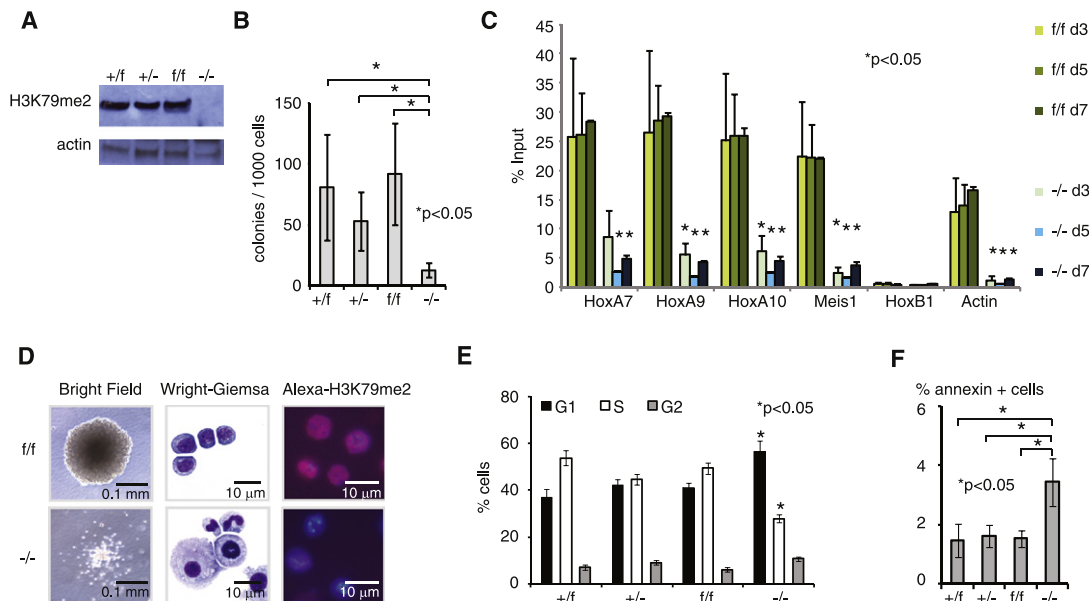 A
+/f +/- f/f -/-
H3K79me2
actin
B
colonies / 1000 cells
150
100
50
0
*
*
*
*p<0.05
+/f +/- f/f -/-
C
% Input
45
40
35
30
25
20
15
10
5
0
*p<0.05
**
* **
* **
* **
***
HoxA7 HoxA9 HoxA10 Meis1 HoxB1 Actin
f/f d3
f/f d5
f/f d7
-/- d3
-/- d5
-/- d7
D
Bright Field Wright-Giemsa Alexa-H3K79me2
f/f
0.1 mm 10 μm 10 μm
-/-
0.1 mm 10 μm 10 μm
E
G1 S G2
*p<0.05
% cells
80
60
40
20
0
*
*
+/f +/- f/f -/-
F
% annexin + cells
6
4
2
0
*
*
*
*p<0.05
+/f +/- f/f -/-